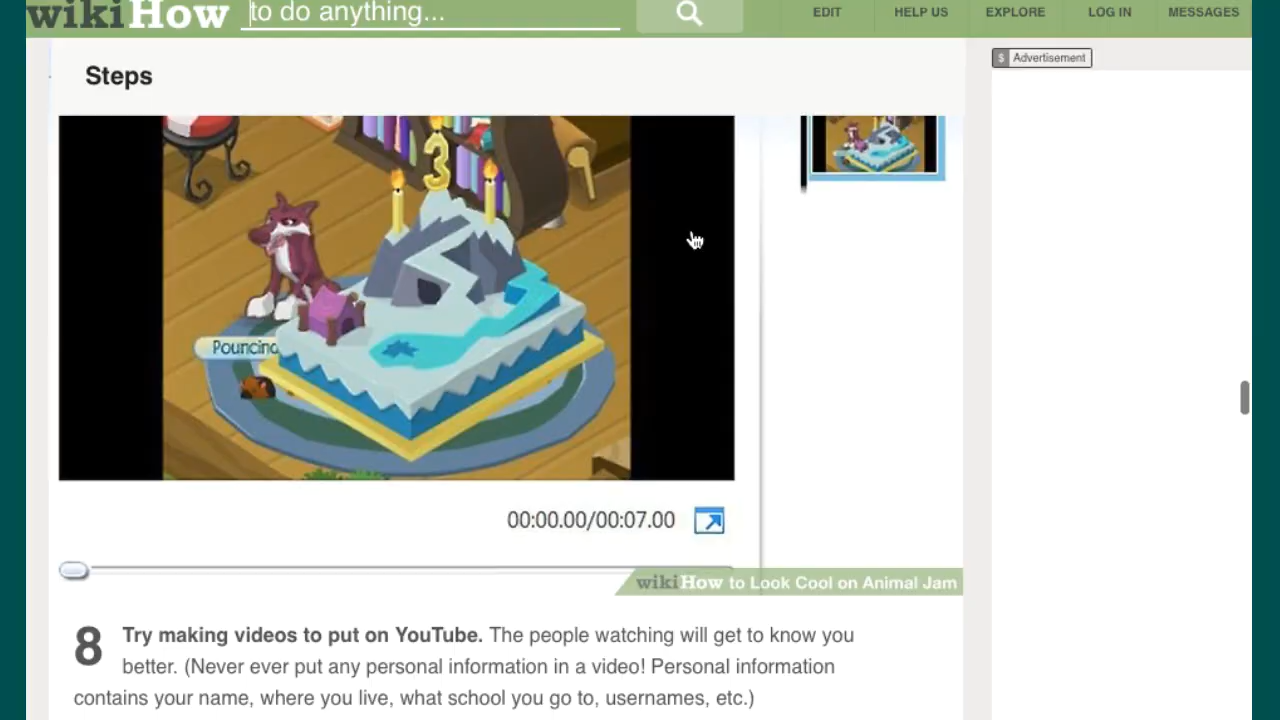 wikiHow to do anything...
EDIT HELP US EXPLORE LOG IN MESSAGES
Steps
$ Advertisement
3
Pouncing
00:00.00/00:07.00
wikiHow to Look Cool on Animal Jam
8 Try making videos to put on YouTube. The people watching will get to know you
better. (Never ever put any personal information in a video! Personal information
contains your name, where you live, what school you go to, usernames, etc.)